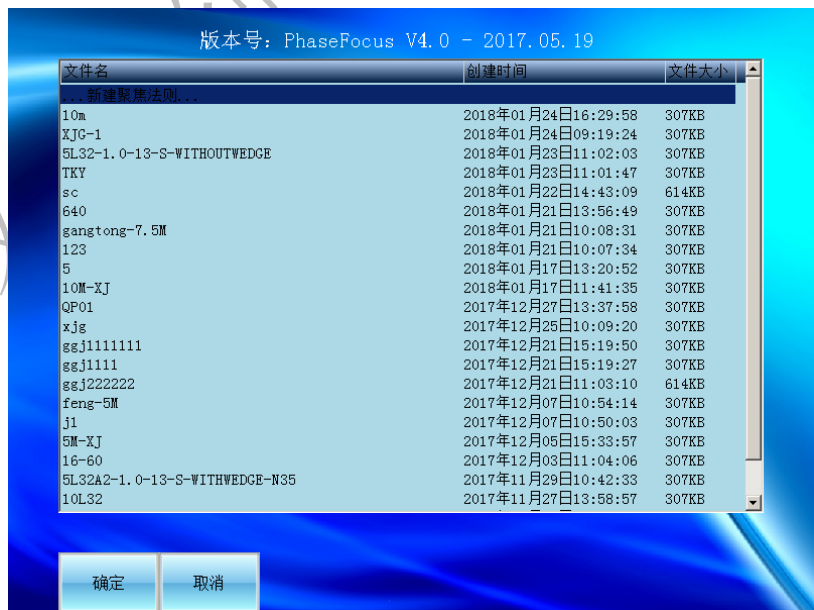 版本号: PhaseFocus V4.0 - 2017.05.19
文件名 创建时间 文件大小
...新建聚焦法则...
10m 2018年01月24日16:29:58 307KB
XJG-1 2018年01月24日09:19:24 307KB
5L32-1.0-13-S-WITHOUTWEDGE 2018年01月23日11:02:03 307KB
TKY 2018年01月23日11:01:47 307KB
sc 2018年01月22日14:43:09 614KB
640 2018年01月21日13:56:49 307KB
gangtong-7.5M 2018年01月21日10:08:31 307KB
123 2018年01月21日10:07:34 307KB
5 2018年01月17日13:20:52 307KB
10M-XJ 2018年01月17日11:41:35 307KB
QP01 2017年12月27日13:37:58 307KB
xjg 2017年12月25日10:09:20 307KB
ggj1111111 2017年12月21日15:19:50 307KB
ggj1111 2017年12月21日15:19:27 307KB
ggj222222 2017年12月21日11:03:10 614KB
feng-5M 2017年12月07日10:54:14 307KB
j1 2017年12月07日10:50:03 307KB
5M-XJ 2017年12月05日15:33:57 307KB
16-60 2017年12月03日11:04:06 307KB
5L32A2-1.0-13-S-WITHWEDGE-N35 2017年11月29日10:42:33 307KB
10L32 2017年11月27日13:58:57 307KB
确定 取消